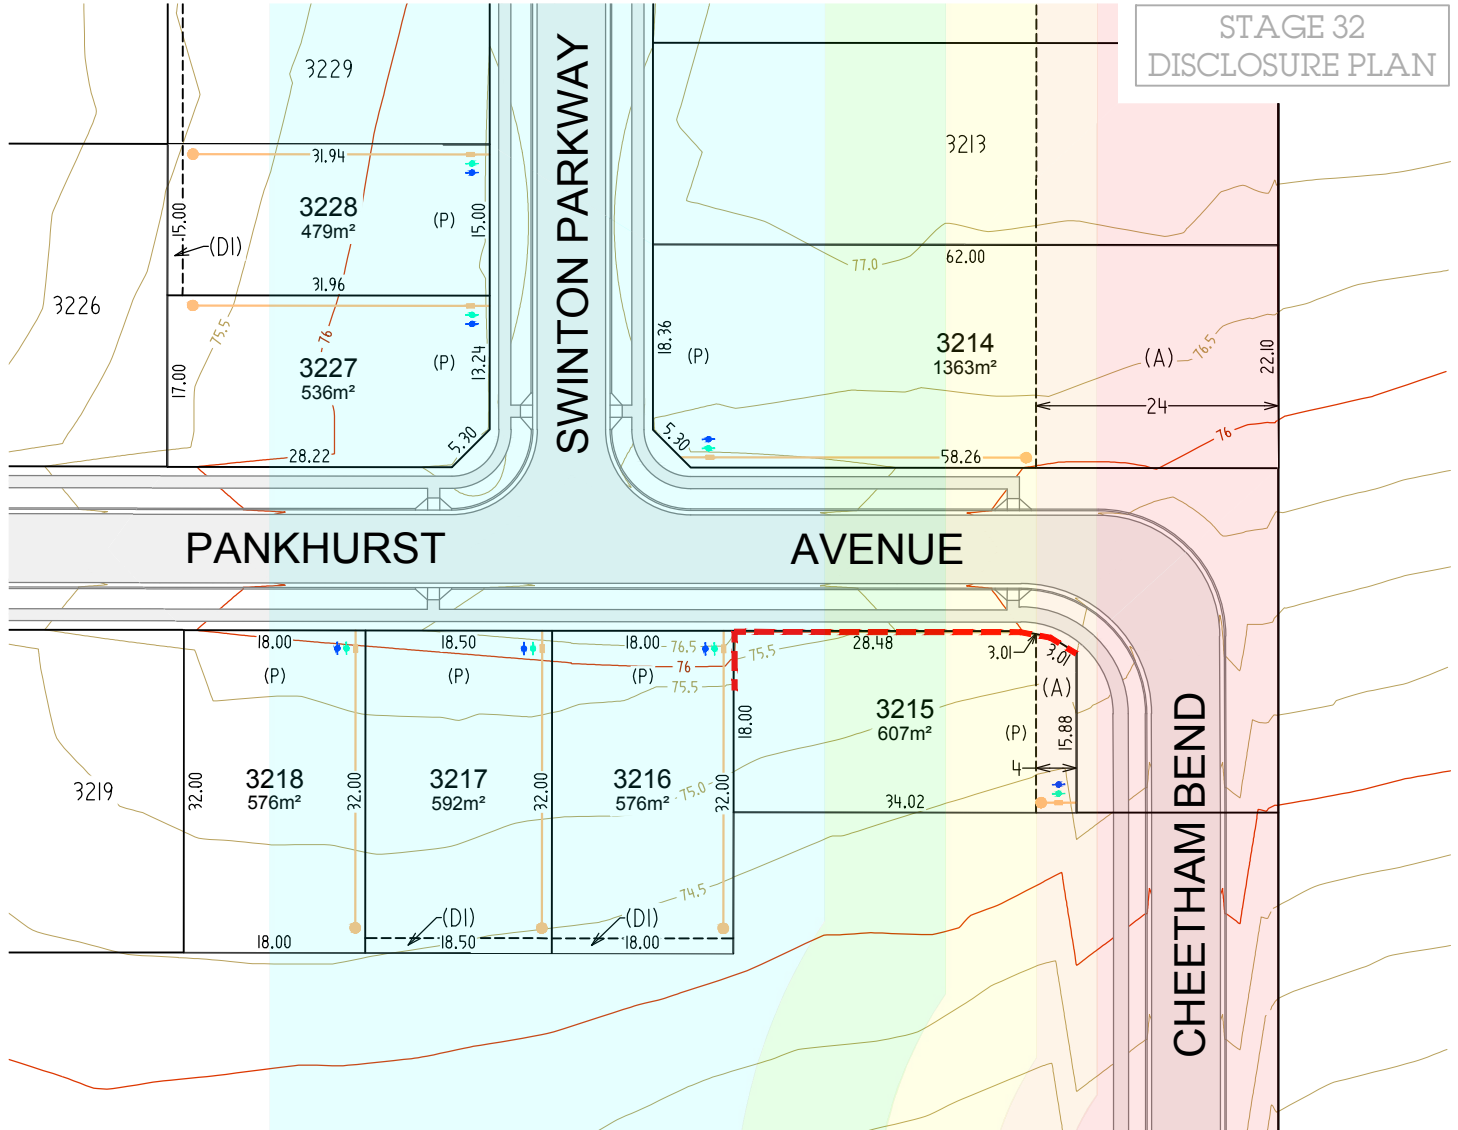 STAGE 32
DISCLOSURE PLAN
3229
SWINTON PARKWAY
3213
31.94
3228
479m²
15.00
(P)
15.00
(DI)
31.96
3226
75.5
76
3227
536m²
17.00
(P)
13.24
5.30
28.22
77.0
62.00
18.36
(P)
3214
1363m²
(A)
76.5
22.10
24
5.30
58.26
76
PANKHURST AVENUE
18.00
18.50
18.00
76.5
76
75.5
75.5
28.48
3.01
3.01
(P)
(P)
(P)
(A)
3215
607m²
18.00
(P)
15.88
4
34.02
3219
32.00
3218
576m²
32.00
3217
592m²
32.00
3216
576m²
75.0
32.00
74.5
(DI)
(DI)
18.00
18.50
18.00
CHEETHAM BEND